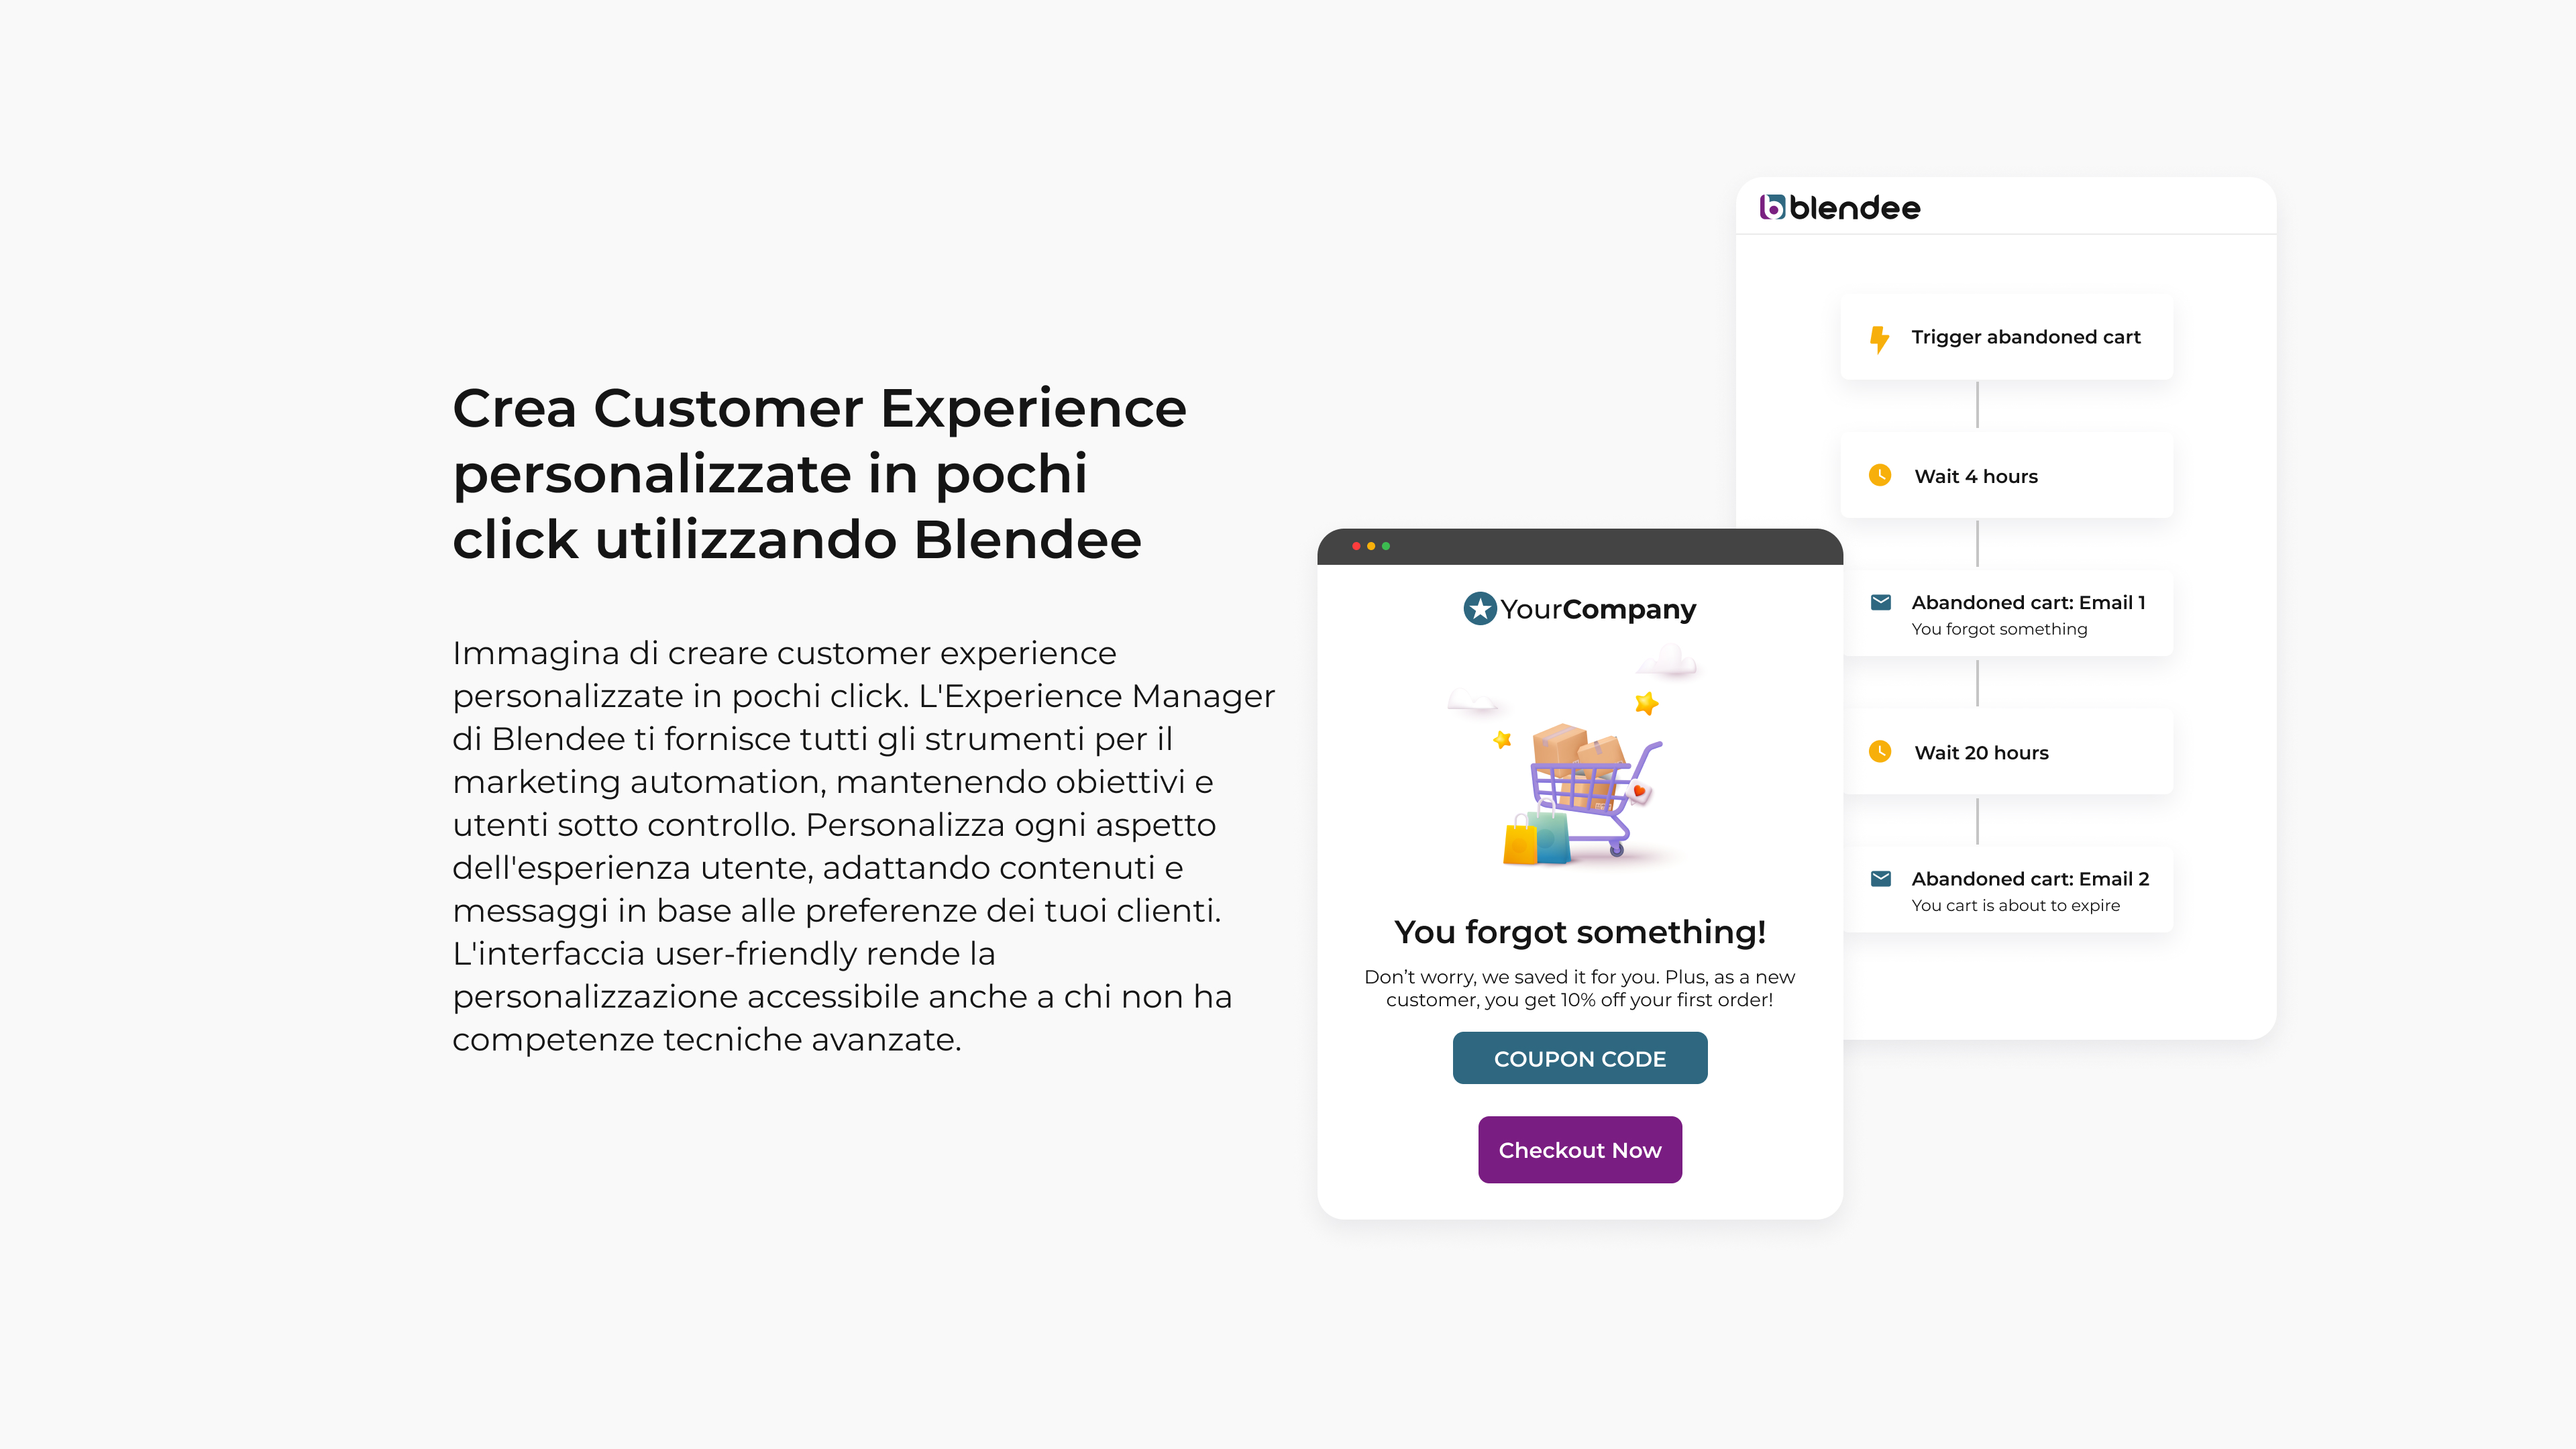 Crea Customer Experience
personalizzate in pochi
click utilizzando Blendee
Immagina di creare customer experience
personalizzate in pochi click. L'Experience Manager
di Blendee ti fornisce tutti gli strumenti per il
marketing automation, mantenendo obiettivi e
utenti sotto controllo. Personalizza ogni aspetto
dell'esperienza utente, adattando contenuti e
messaggi in base alle preferenze dei tuoi clienti.
L'interfaccia user-friendly rende la
personalizzazione accessibile anche a chi non ha
competenze tecniche avanzate.
YourCompany
You forgot something!
Don’t worry, we saved it for you. Plus, as a new
customer, you get 10% off your first order!
COUPON CODE
Checkout Now
blendee
Trigger abandoned cart
Wait 4 hours
Abandoned cart: Email 1
You forgot something
Wait 20 hours
Abandoned cart: Email 2
You cart is about to expire